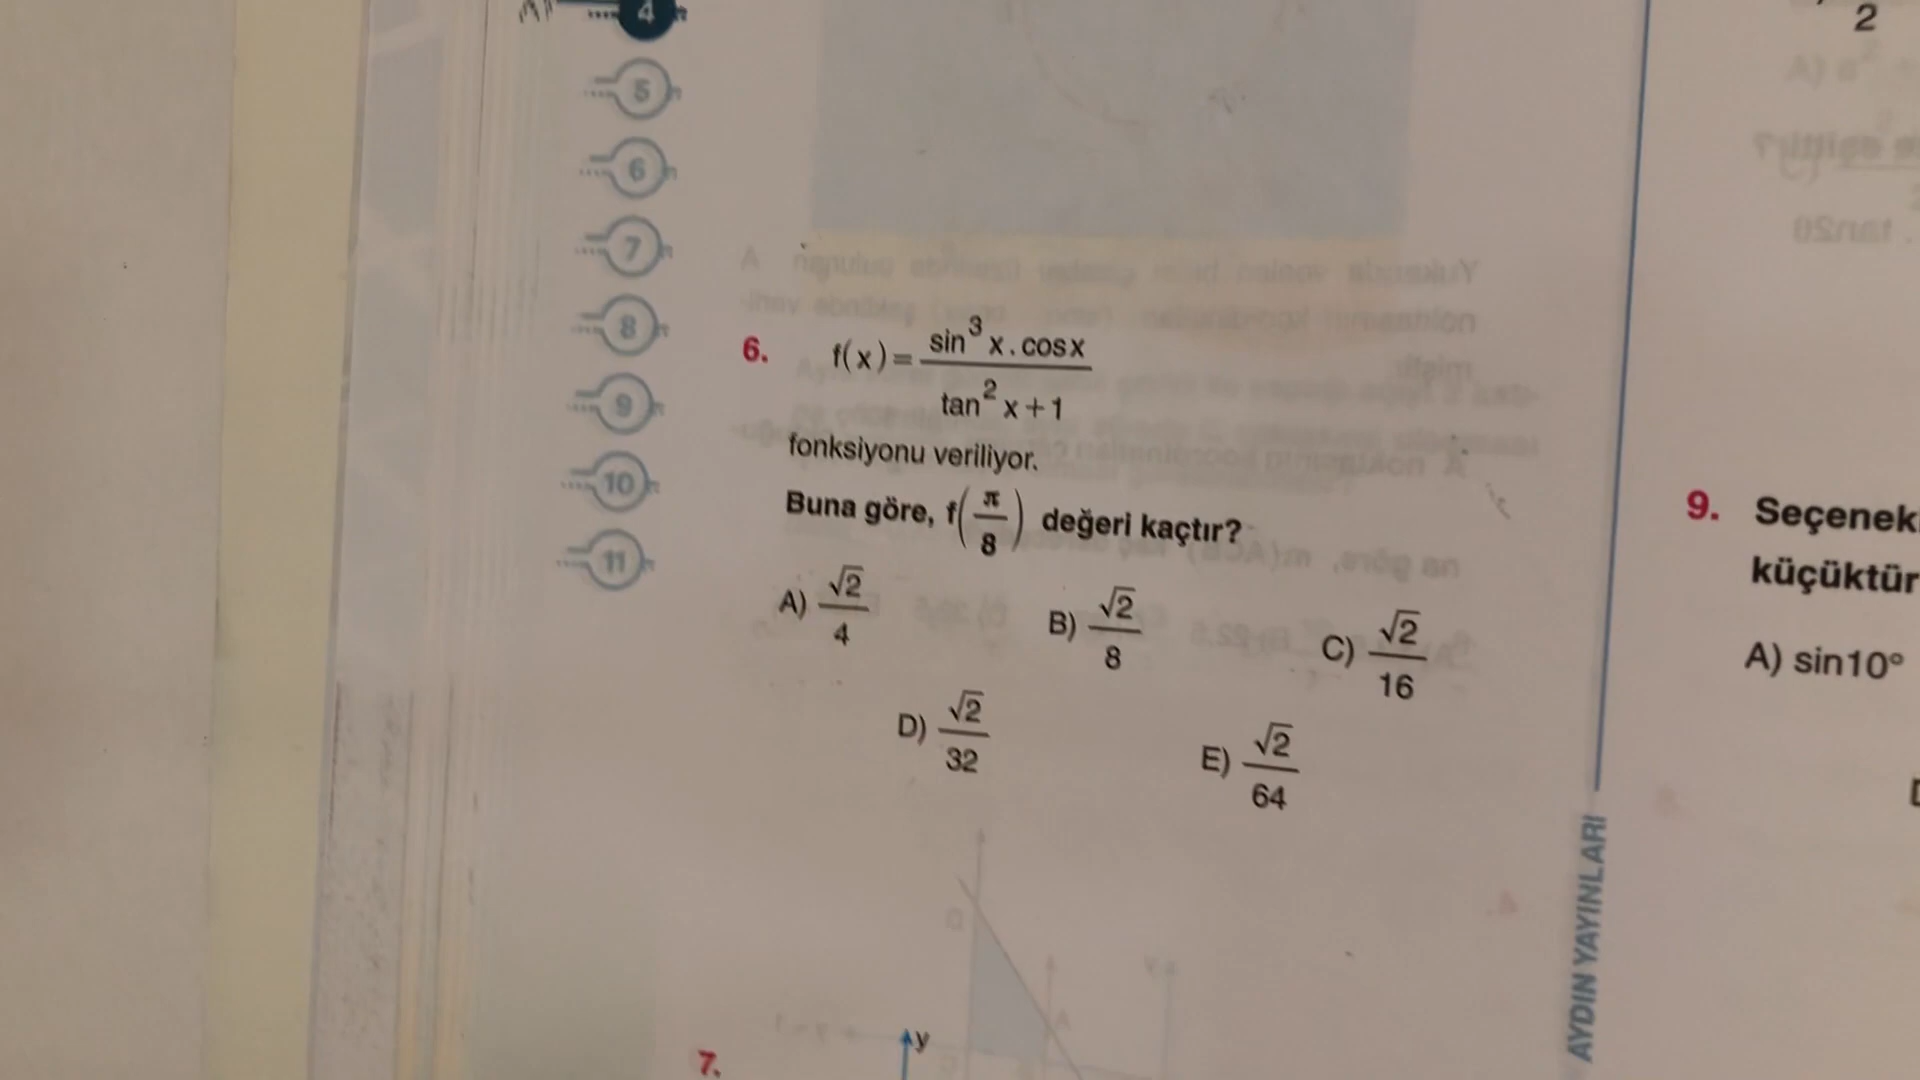 4
5
6
7
8
9
10
11
6. f(x) = sin³x . cosx / tan²x + 1
fonksiyonu veriliyor.
Buna göre, f(π/8) değeri kaçtır?
A) √2/4 B) √2/8 C) √2/16
D) √2/32 E) √2/64
7.
y
AYDIN YAYINLARI
2
9. Seçenek
küçüktür
A) sin10°